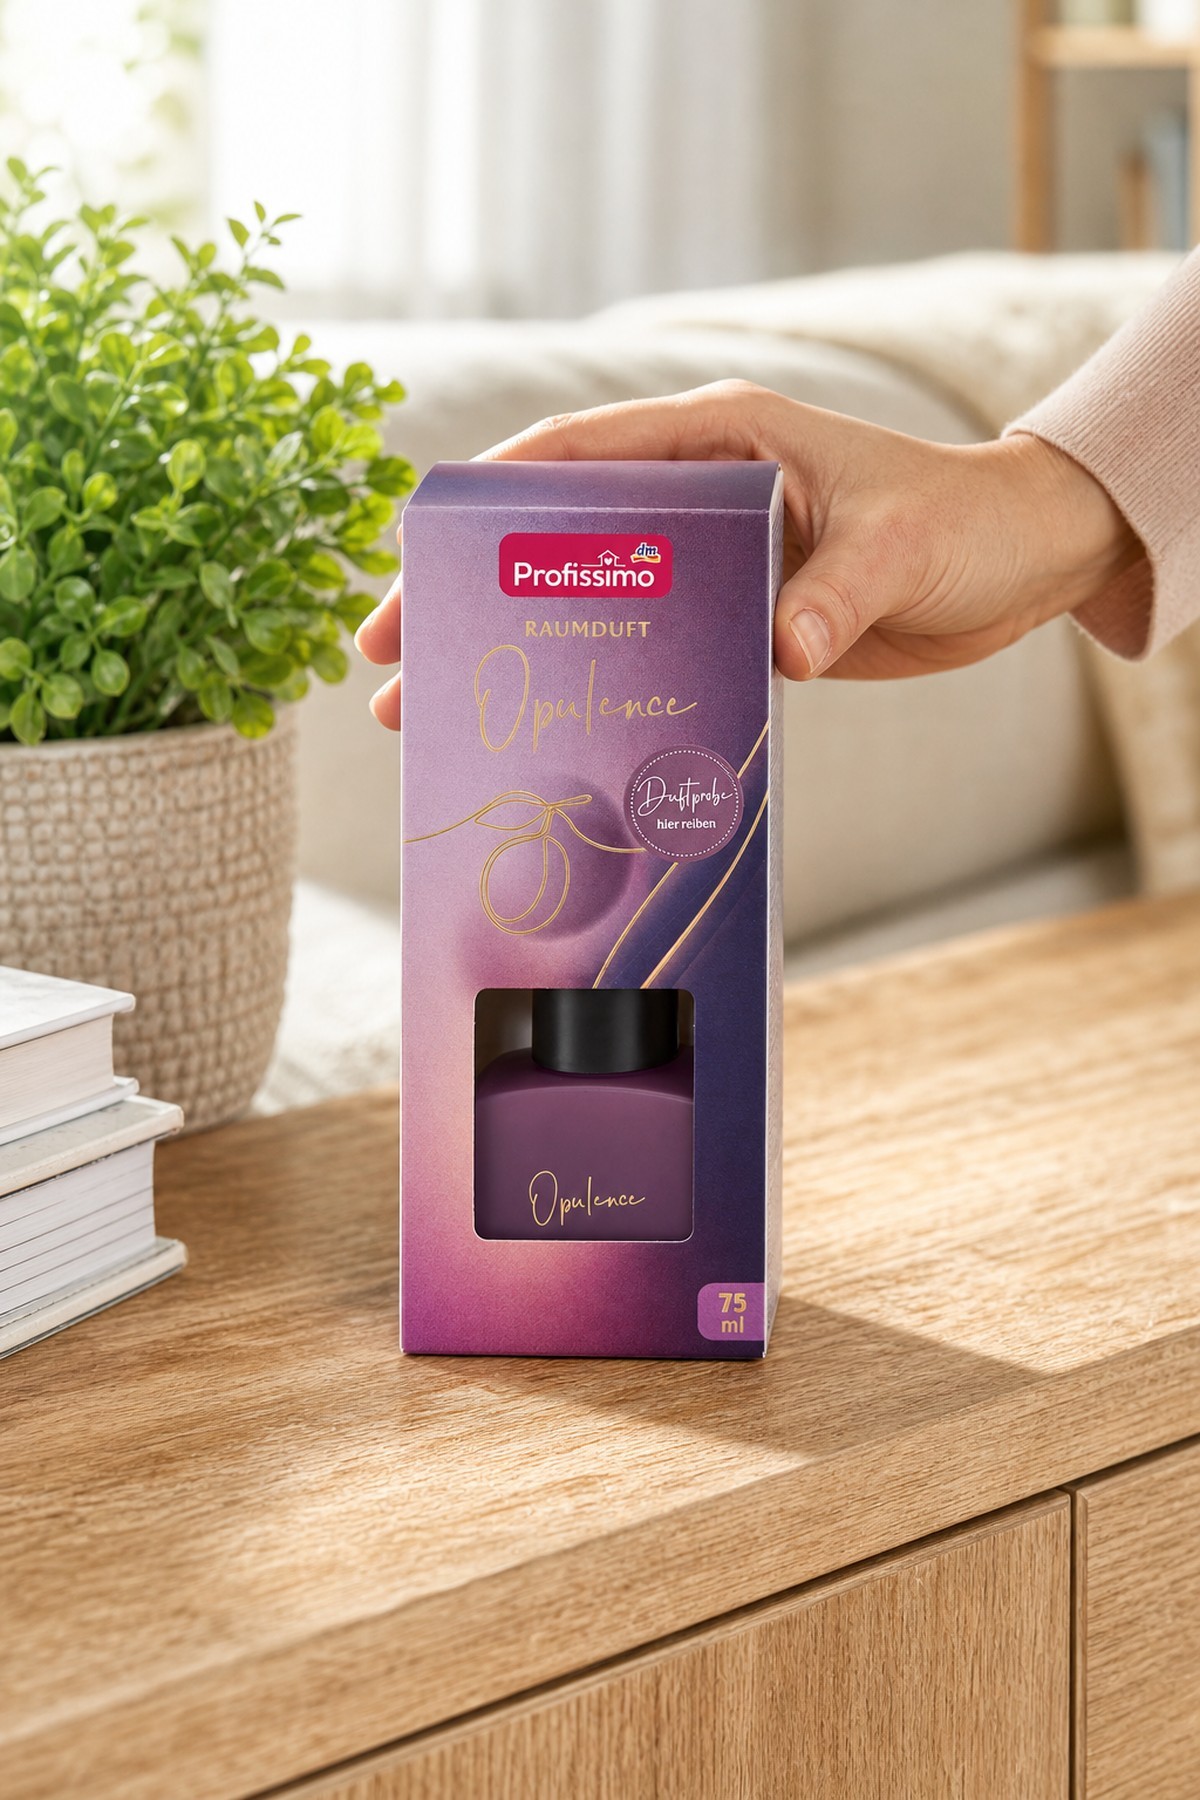 dm
Profissimo
RAUMDUFT
Opulence
Duftprobe
hier reiben
Opulence
75
ml